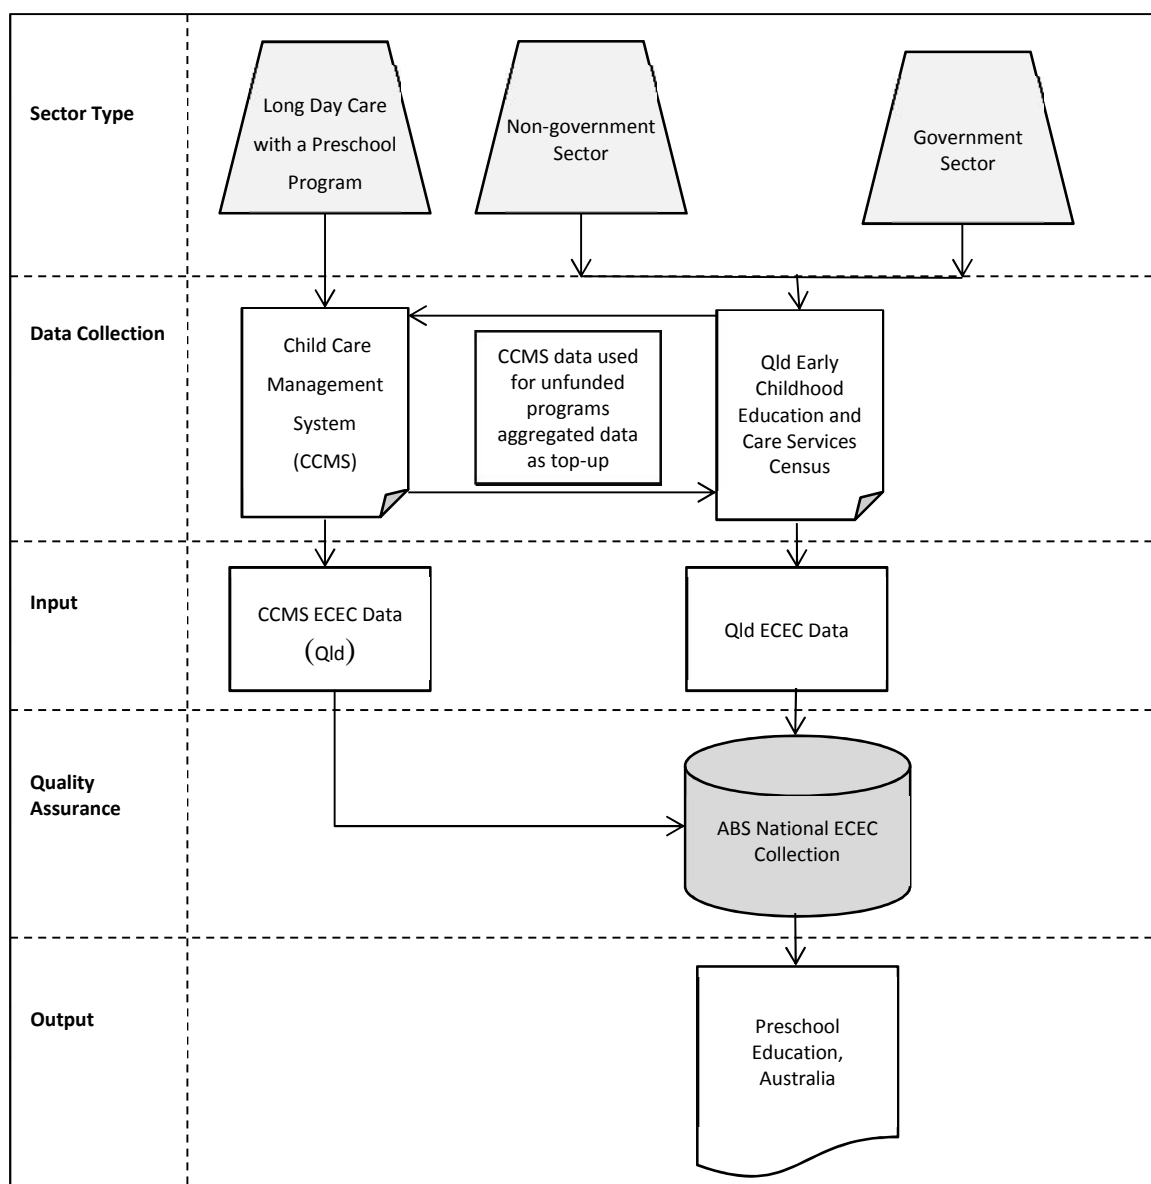 Sector Type
Long Day Care
with a Preschool
Program
Non-government
Sector
Government
Sector
Data Collection
Child Care
Management
System
(CCMS)
CCMS data used
for unfunded
programs
aggregated data
as top-up
Qld Early
Childhood
Education and
Care Services
Census
Input
CCMS ECEC Data
(Qld)
Qld ECEC Data
Quality
Assurance
ABS National ECEC
Collection
Output
Preschool
Education,
Australia